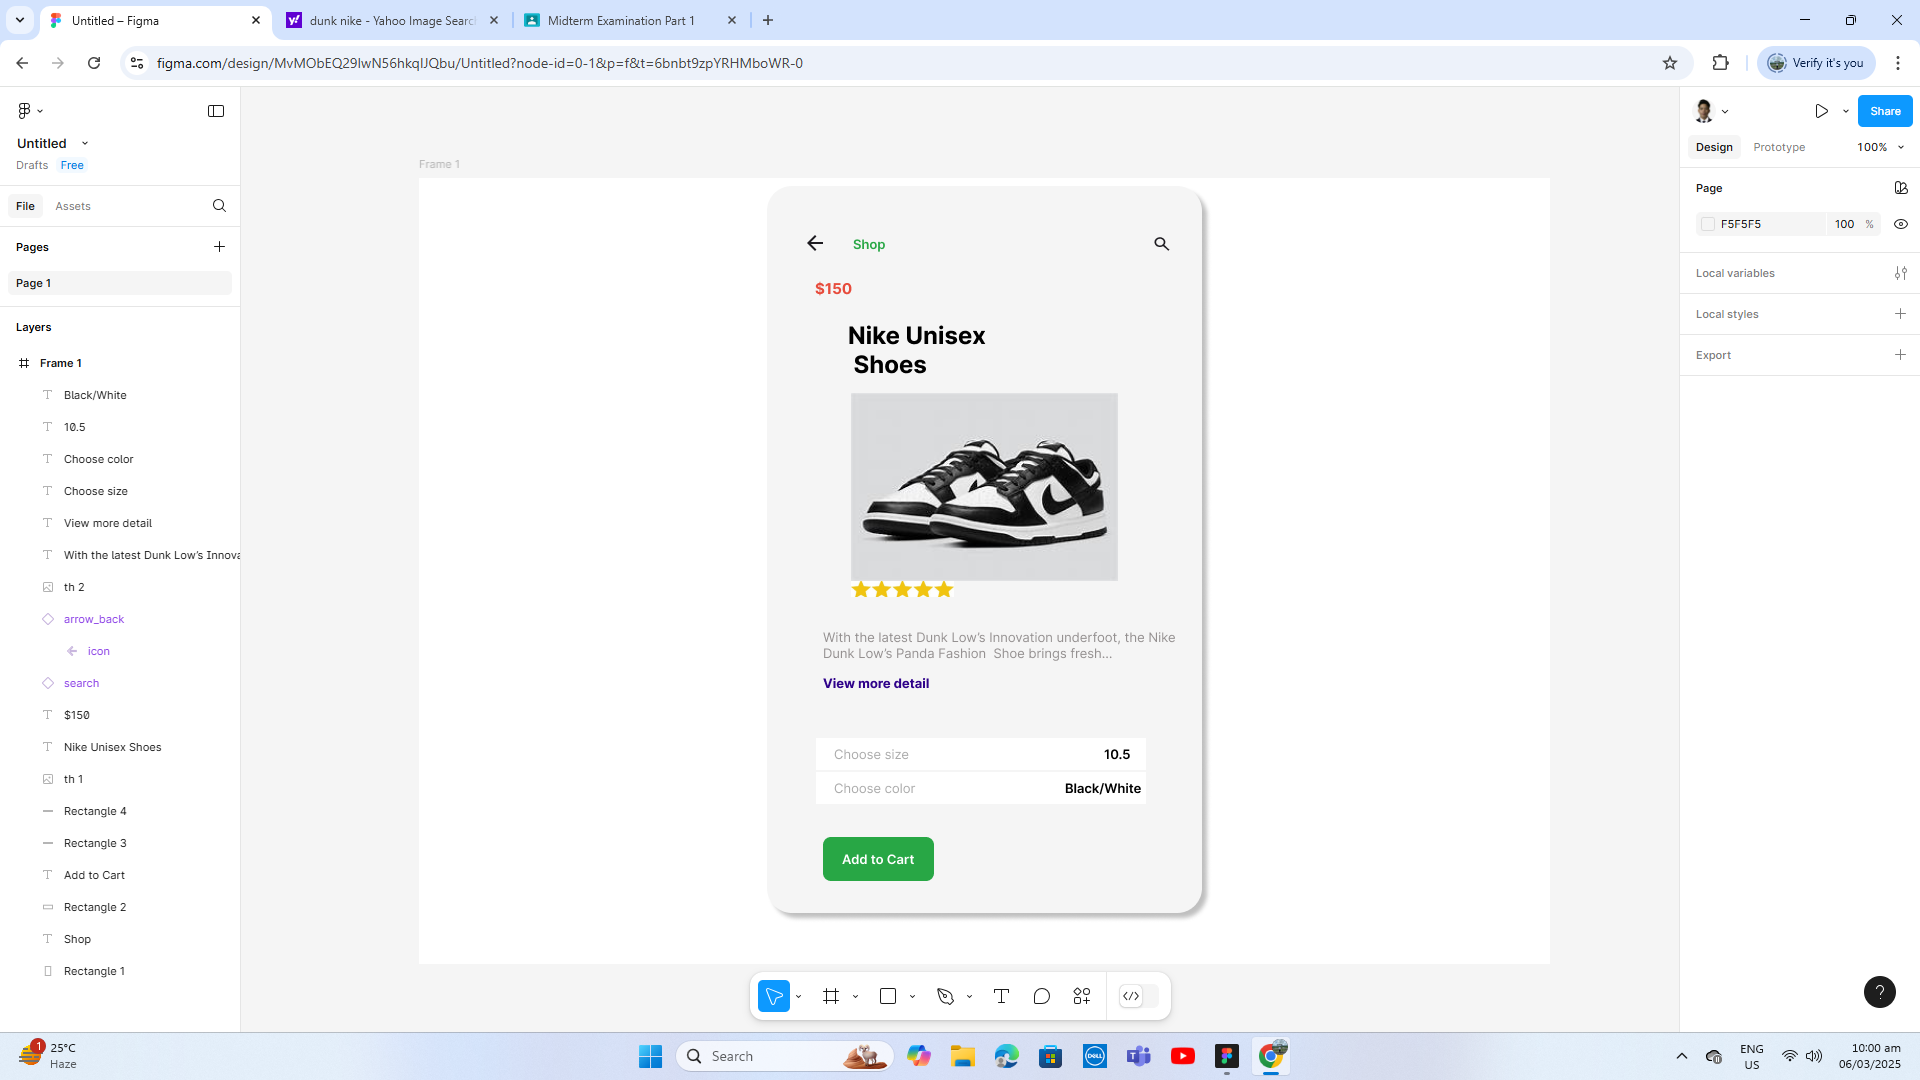 Untitled – Figma
dunk nike - Yahoo Image Searc
Midterm Examination Part 1
figma.com/design/MvMObEQ29IwN56hkqIJQbu/Untitled?node-id=0-1&p=f&t=6bnbt9zpYRHMboWR-0
Verify it's you
Untitled
Drafts Free
File Assets
Pages
Page 1
Layers
Frame 1
Black/White
10.5
Choose color
Choose size
View more detail
With the latest Dunk Low's Innova
th 2
arrow_back
icon
search
$150
Nike Unisex Shoes
th 1
Rectangle 4
Rectangle 3
Add to Cart
Rectangle 2
Shop
Rectangle 1
Frame 1
Shop
$150
Nike Unisex
Shoes
With the latest Dunk Low's Innovation underfoot, the Nike
Dunk Low's Panda Fashion  Shoe brings fresh...
View more detail
Choose size 10.5
Choose color Black/White
Add to Cart
Share
Design Prototype 100%
Page
F5F5F5 100 %
Local variables
Local styles
Export
?
1
25°C
Haze
Search
DELL
ENG
US
10:00 am
06/03/2025